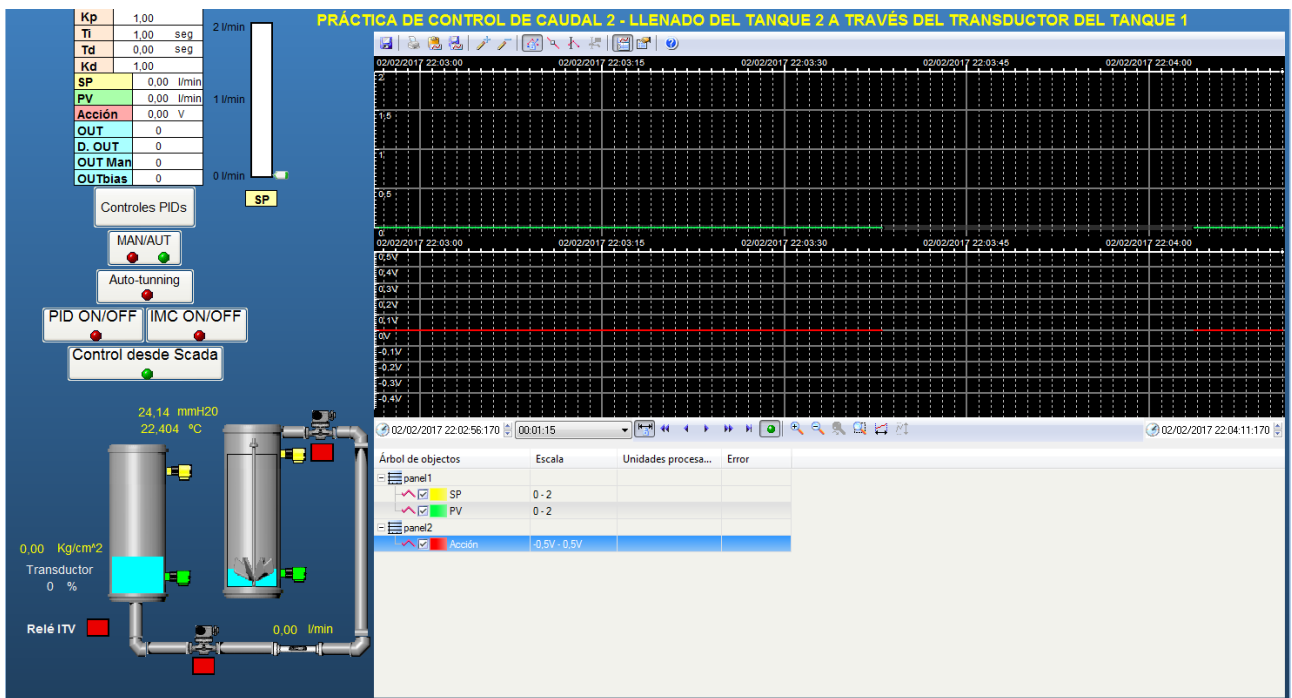 PRÁCTICA DE CONTROL DE CAUDAL 2 - LLENADO DEL TANQUE 2 A TRAVÉS DEL TRANSDUCTOR DEL TANQUE 1
Kp 1,00
Ti 1,00 seg
Td 0,00 seg
Kd 1,00
SP 0,00 l/min
PV 0,00 l/min
Acción 0,00 V
OUT 0
D. OUT 0
OUT Man 0
OUTbias 0
2 l/min
1 l/min
0 l/min
SP
Controles PIDs
MAN/AUT
Auto-tunning
PID ON/OFF
IMC ON/OFF
Control desde Scada
24,14 mmH20
22,404 ºC
0,00 Kg/cm^2
Transductor
0 %
Relé ITV
0,00 l/min
02/02/2017 22:03:00 02/02/2017 22:03:15 02/02/2017 22:03:30 02/02/2017 22:03:45 02/02/2017 22:04:00
2
1,5
1
0,5
0
02/02/2017 22:03:00 02/02/2017 22:03:15 02/02/2017 22:03:30 02/02/2017 22:03:45 02/02/2017 22:04:00
0,5V
0,4V
0,3V
0,2V
0,1V
0V
-0,1V
-0,2V
-0,3V
-0,4V
02/02/2017 22:02:56:170 00:01:15 02/02/2017 22:04:11:170
Árbol de objectos Escala Unidades procesa... Error
panel1
SP 0 - 2
PV 0 - 2
panel2
Acción -0,5V - 0,5V